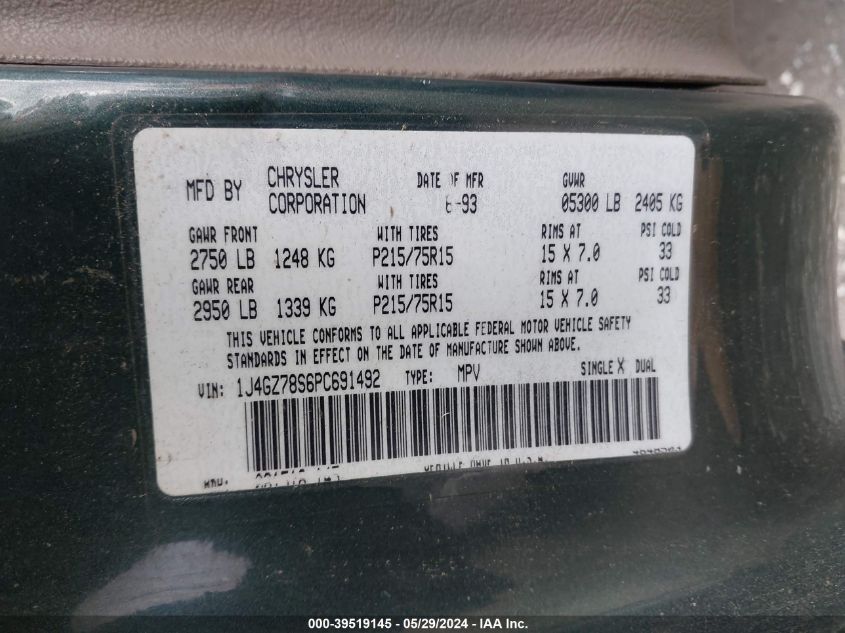 MFD BY CHRYSLER CORPORATION DATE OF MFR GVWR
-93 05300 LB 2405 KG
GAWR FRONT WITH TIRES RIMS AT PSI COLD
2750 LB 1248 KG P215/75R15 15 X 7.0 33
GAWR REAR WITH TIRES RIMS AT PSI COLD
2950 LB 1339 KG P215/75R15 15 X 7.0 33
THIS VEHICLE CONFORMS TO ALL APPLICABLE FEDERAL MOTOR VEHICLE SAFETY
STANDARDS IN EFFECT ON THE DATE OF MANUFACTURE SHOWN ABOVE.
VIN: 1J4GZ78S6PC691492 TYPE: MPV SINGLE X DUAL
VEHICLE MADE IN U.S.A.
000-39519145 - 05/29/2024 - IAA Inc.